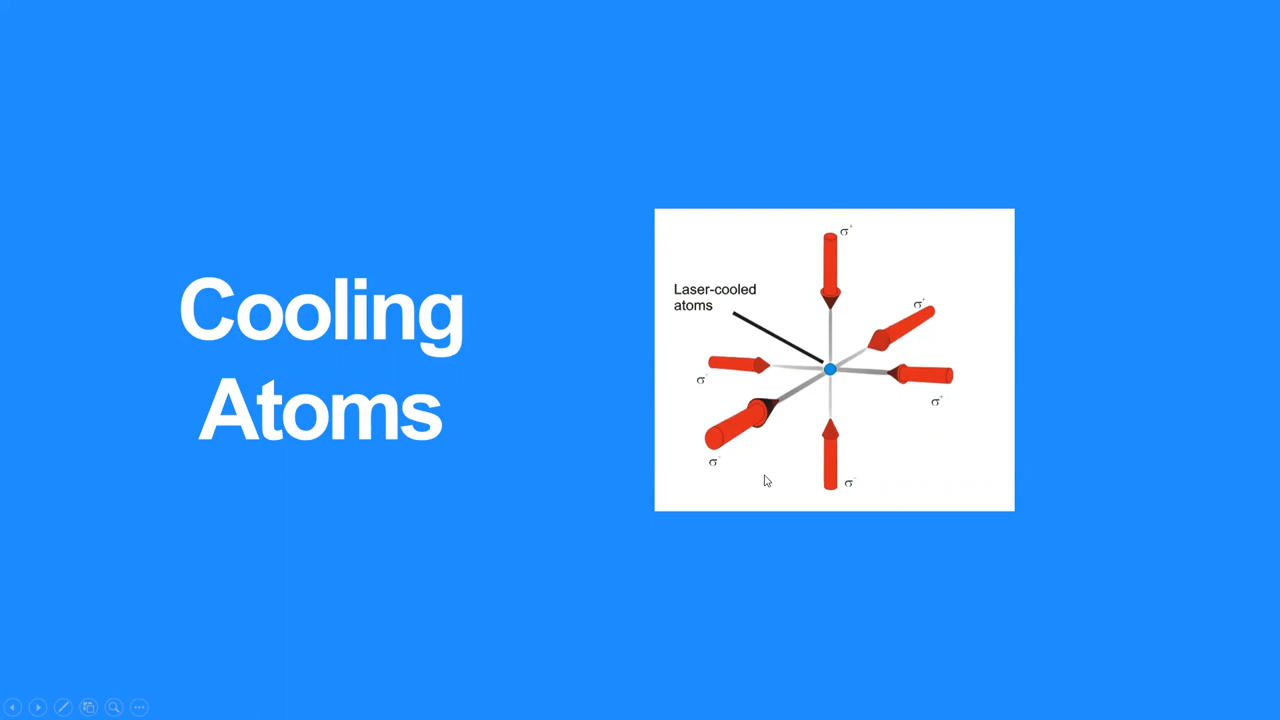 Cooling
Atoms
Laser-cooled
atoms
σ⁺
σ⁺
σ⁻
σ⁺
σ⁻
σ⁻